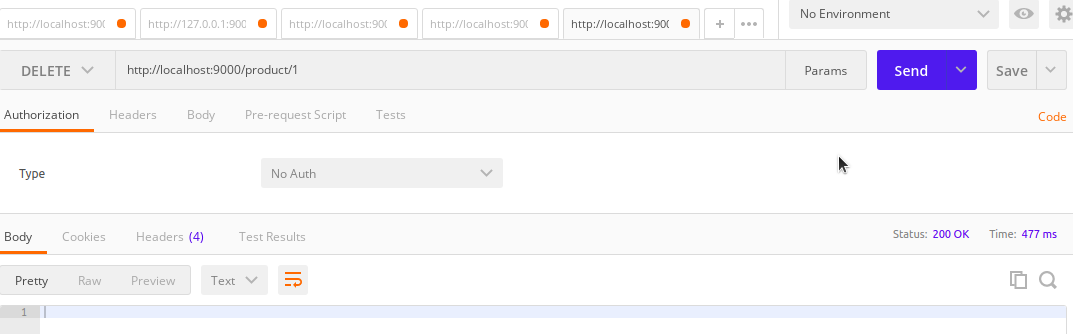 http://localhost:900 http://127.0.0.1:900 http://localhost:900 http://localhost:900 http://localhost:900 + ••• No Environment
DELETE http://localhost:9000/product/1 Params Send Save
Authorization Headers Body Pre-request Script Tests Code
Type No Auth
Body Cookies Headers (4) Test Results Status: 200 OK Time: 477 ms
Pretty Raw Preview Text
1